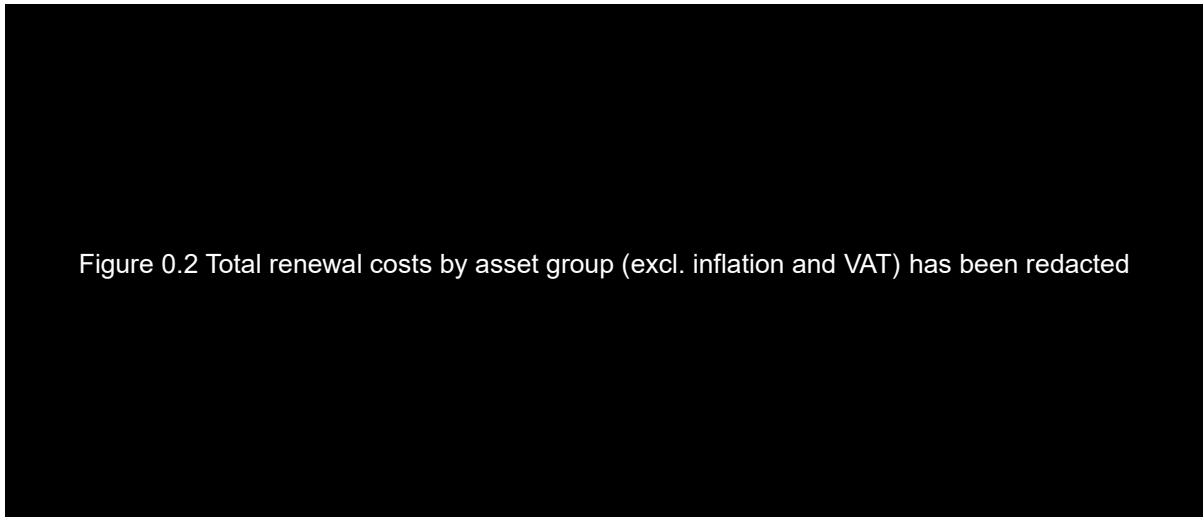 Figure 0.2 Total renewal costs by asset group (excl. inflation and VAT) has been redacted